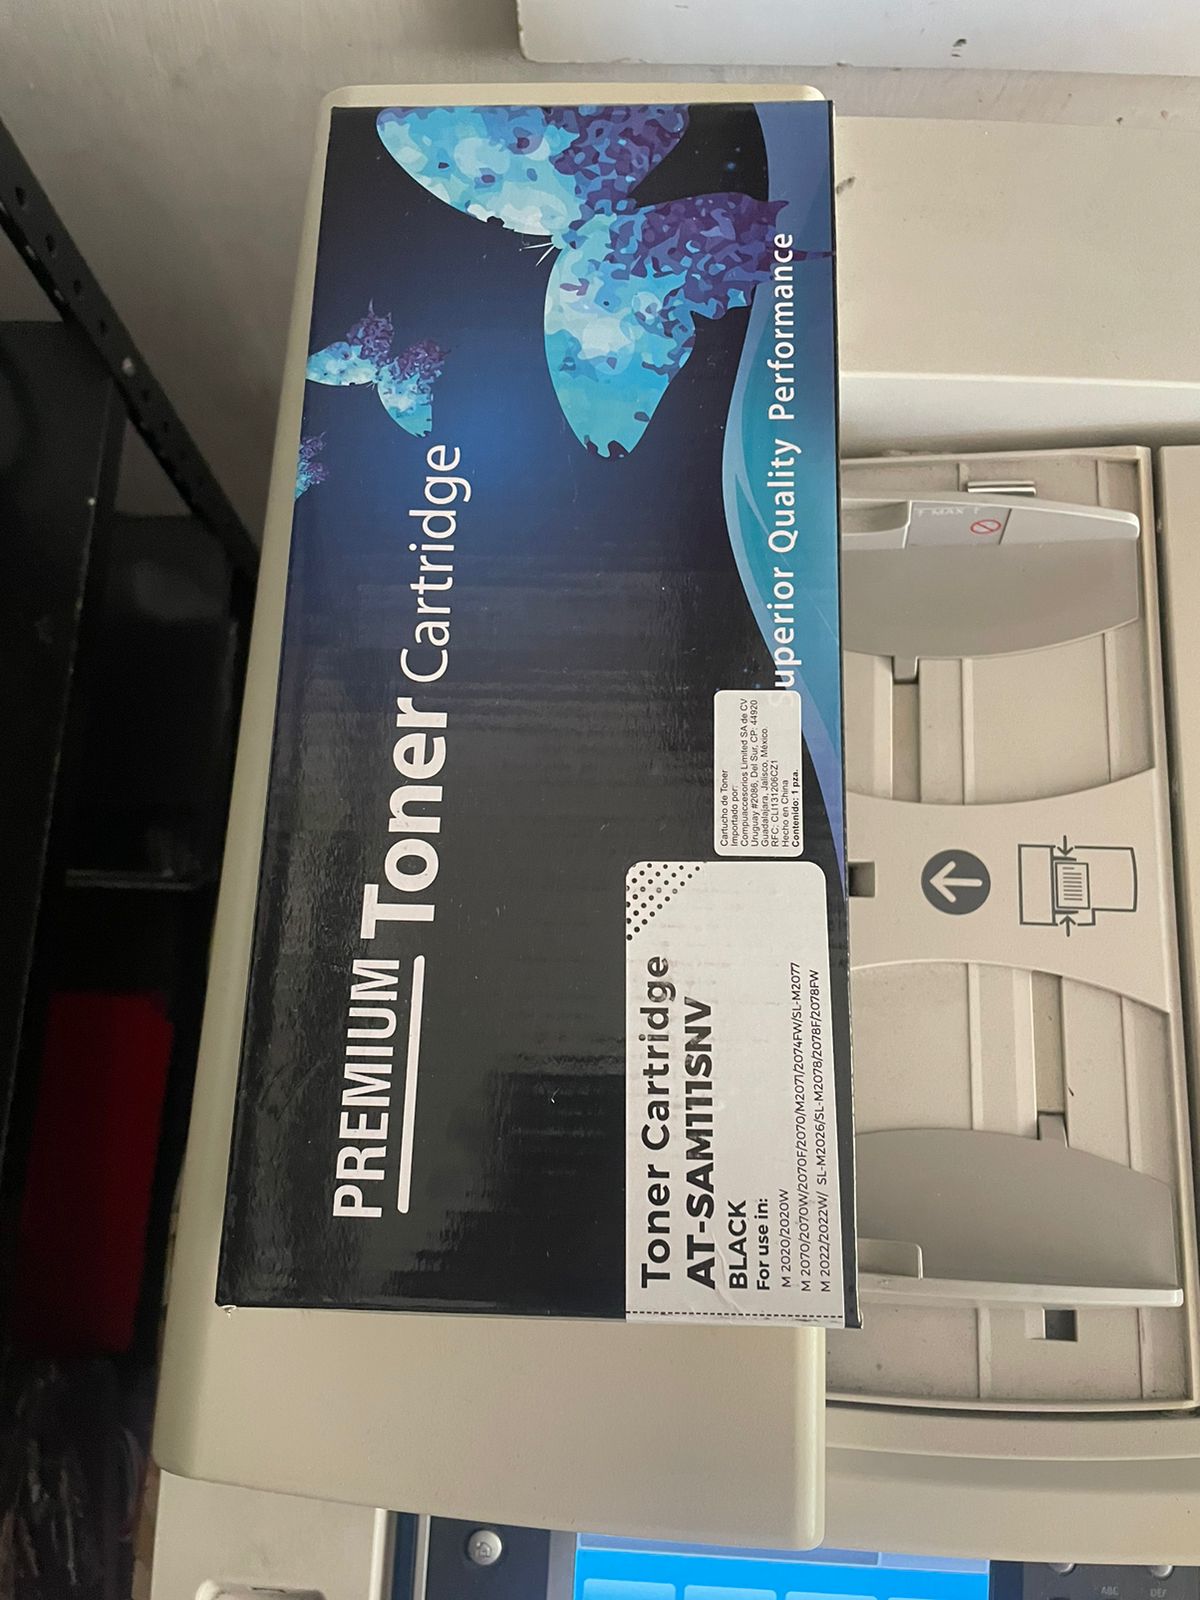 PREMIUM
Toner Cartridge
Superior Quality Performance
Cartucho de Toner
Importado por:
Compuaccesorios Limited SA de CV
Uruguay #2086, Del Sur, CP: 44920
Guadalajara, Jalisco, México.
RFC: CLI131206CZ1
Hecho en China
Contenido: 1 pza.
Toner Cartridge
AT-SAM111SNV
BLACK
For use in:
M 2020/2020W
M 2070/2070W/2070F/2070/M2071/2074FW/SL-M2077
M 2022/2022W/ SL-M2026/SL-M2078/2078F/2078FW
MAX
ABC
DEF